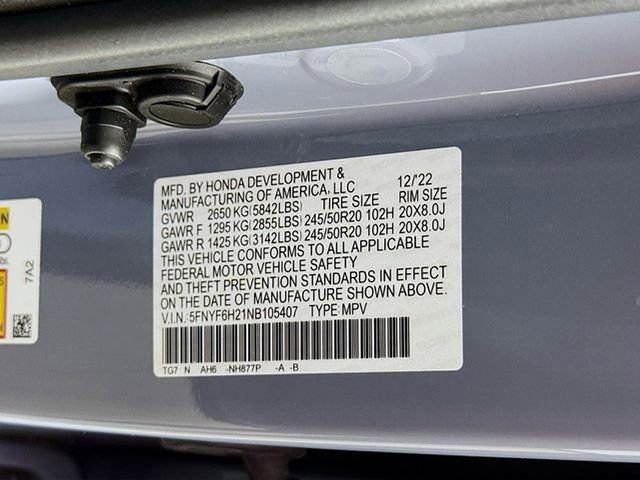 MFD. BY HONDA DEVELOPMENT &
MANUFACTURING OF AMERICA, LLC 12/'22
GVWR 2650 KG(5842LBS) TIRE SIZE RIM SIZE
GAWR F 1295 KG(2855LBS) 245/50R20 102H 20X8.0J
GAWR R 1425 KG(3142LBS) 245/50R20 102H 20X8.0J
THIS VEHICLE CONFORMS TO ALL APPLICABLE
FEDERAL MOTOR VEHICLE SAFETY
AND THEFT PREVENTION STANDARDS IN EFFECT
ON THE DATE OF MANUFACTURE SHOWN ABOVE.
V.I.N.:5FNYF6H21NB105407 TYPE:MPV
TG7 N AH6 -NH877P -A -B
7A2